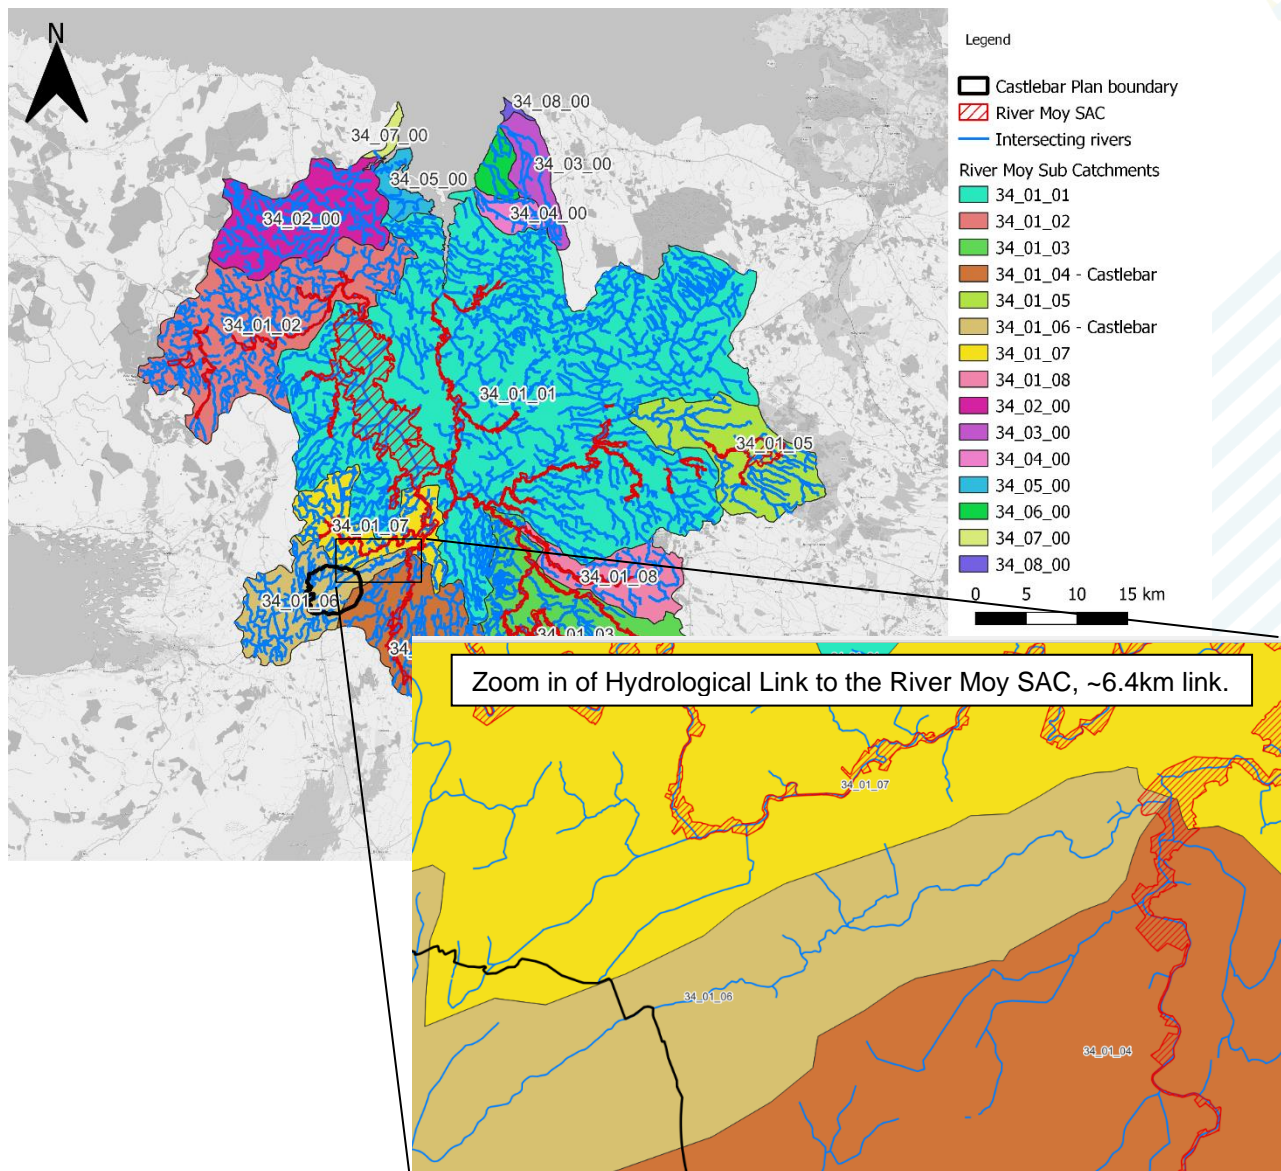 N
34_08_00
34_07_00
34_03_00
34_05_00
34_04_00
34_02_00
34_01_02
34_01_01
34_01_05
34_01_07
34_01_08
34_01_06
34_01_03
Legend
Castlebar Plan boundary
River Moy SAC
Intersecting rivers
River Moy Sub Catchments
34_01_01
34_01_02
34_01_03
34_01_04 - Castlebar
34_01_05
34_01_06 - Castlebar
34_01_07
34_01_08
34_02_00
34_03_00
34_04_00
34_05_00
34_06_00
34_07_00
34_08_00
0 5 10 15 km
Zoom in of Hydrological Link to the River Moy SAC, ~6.4km link.
34_01_07
34_01_06
34_01_04